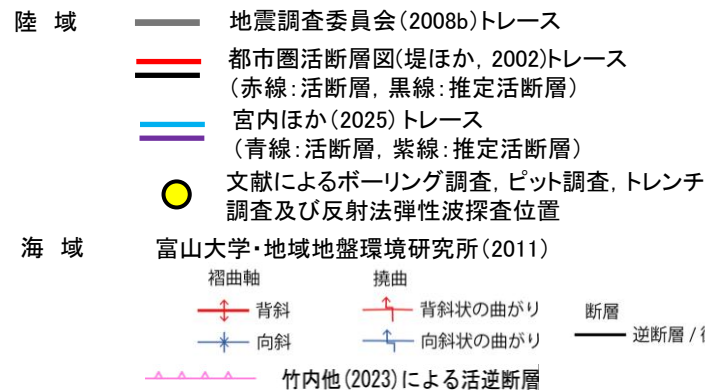 陸 域 地震調査委員会(2008b)トレース
都市圏活断層図(堤ほか, 2002)トレース
(赤線:活断層, 黒線:推定活断層)
宮内ほか(2025)トレース
(青線:活断層, 紫線:推定活断層)
文献によるボーリング調査, ピット調査, トレンチ
調査及び反射法弾性波探査位置
海 域 富山大学・地域地盤環境研究所(2011)
褶曲軸 撓曲
背斜 背斜状の曲がり 断層
向斜 向斜状の曲がり 逆断層 /
竹内他(2023)による活逆断層